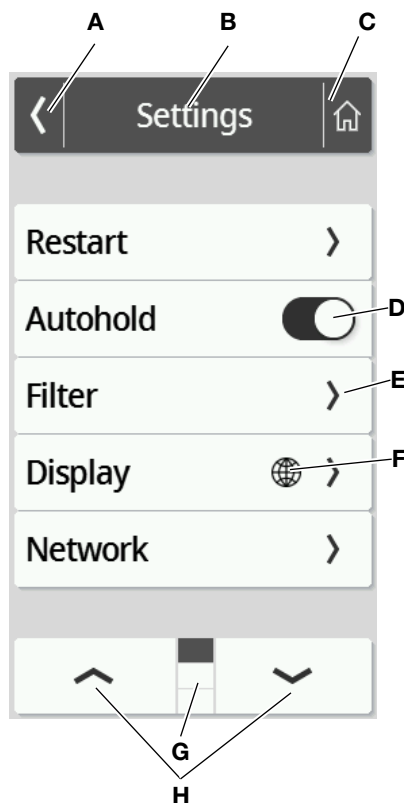 A B C
Settings
Restart
Autohold
D
Filter
E
Display
F
Network
G
H